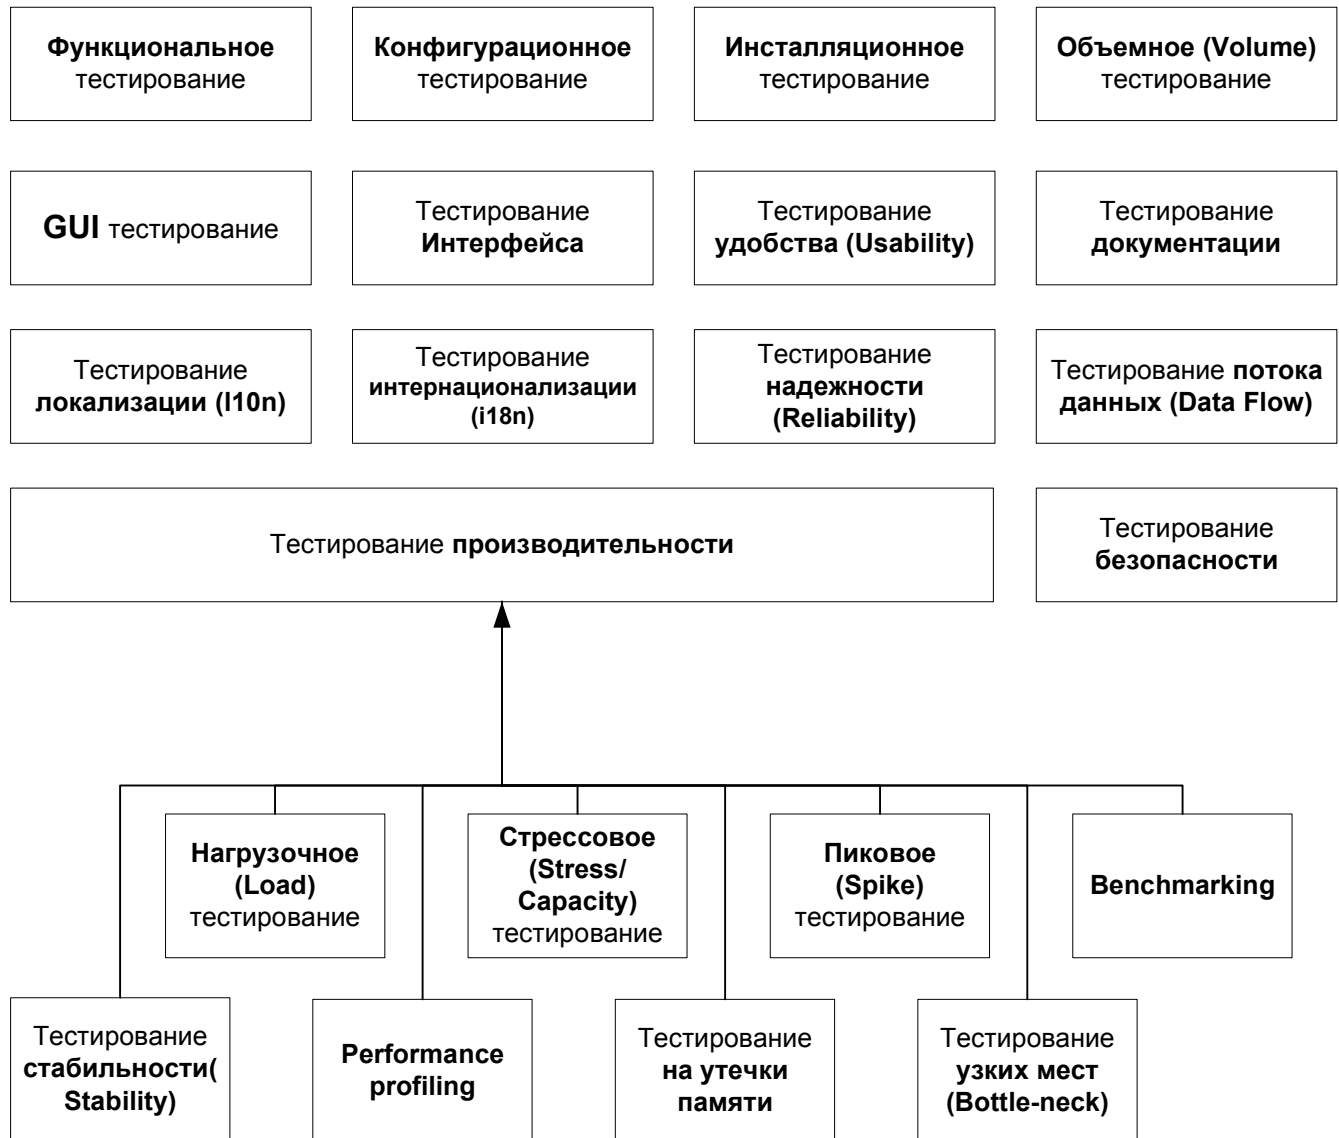 Функциональное
тестирование
Конфигурационное
тестирование
Инсталляционное
тестирование
Объемное (Volume)
тестирование
GUI тестирование
Тестирование
Интерфейса
Тестирование
удобства (Usability)
Тестирование
документации
Тестирование
локализации (l10n)
Тестирование
интернационализации
(i18n)
Тестирование
надежности
(Reliability)
Тестирование потока
данных (Data Flow)
Тестирование производительности
Тестирование
безопасности
Нагрузочное
(Load)
тестирование
Стрессовое
(Stress/
Capacity)
тестирование
Пиковое
(Spike)
тестирование
Benchmarking
Тестирование
стабильности(
Stability)
Performance
profiling
Тестирование
на утечки
памяти
Тестирование
узких мест
(Bottle-neck)